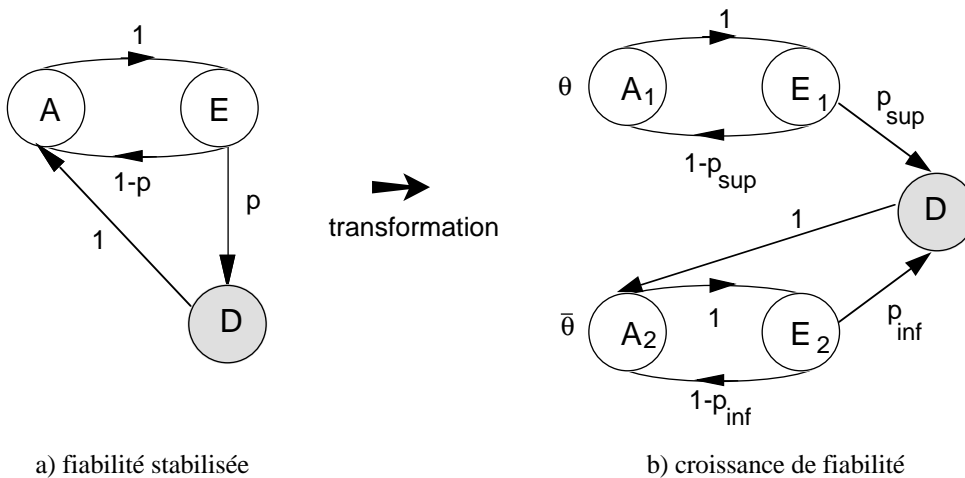 1
A
E
1-p
p
1
D
transformation
1
θ
A1
E1
psup
1-psup
D
1
θ̄
A2
1
E2
pinf
1-pinf
a) fiabilité stabilisée
b) croissance de fiabilité